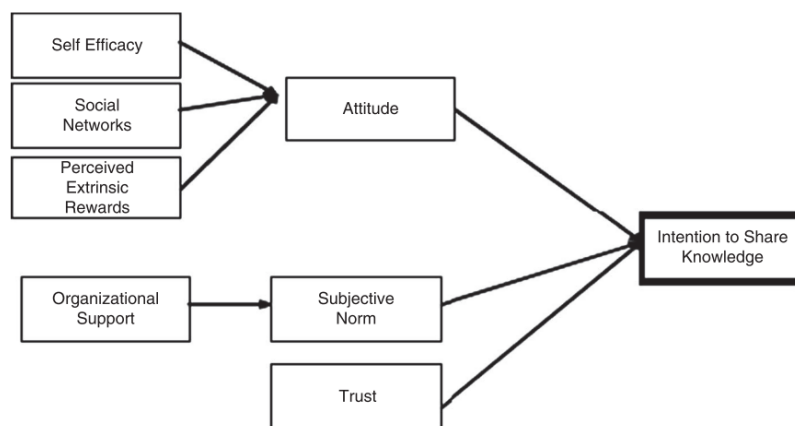 Self Efficacy
Social
Networks
Attitude
Perceived
Extrinsic
Rewards
Intention to Share
Knowledge
Organizational
Support
Subjective
Norm
Trust